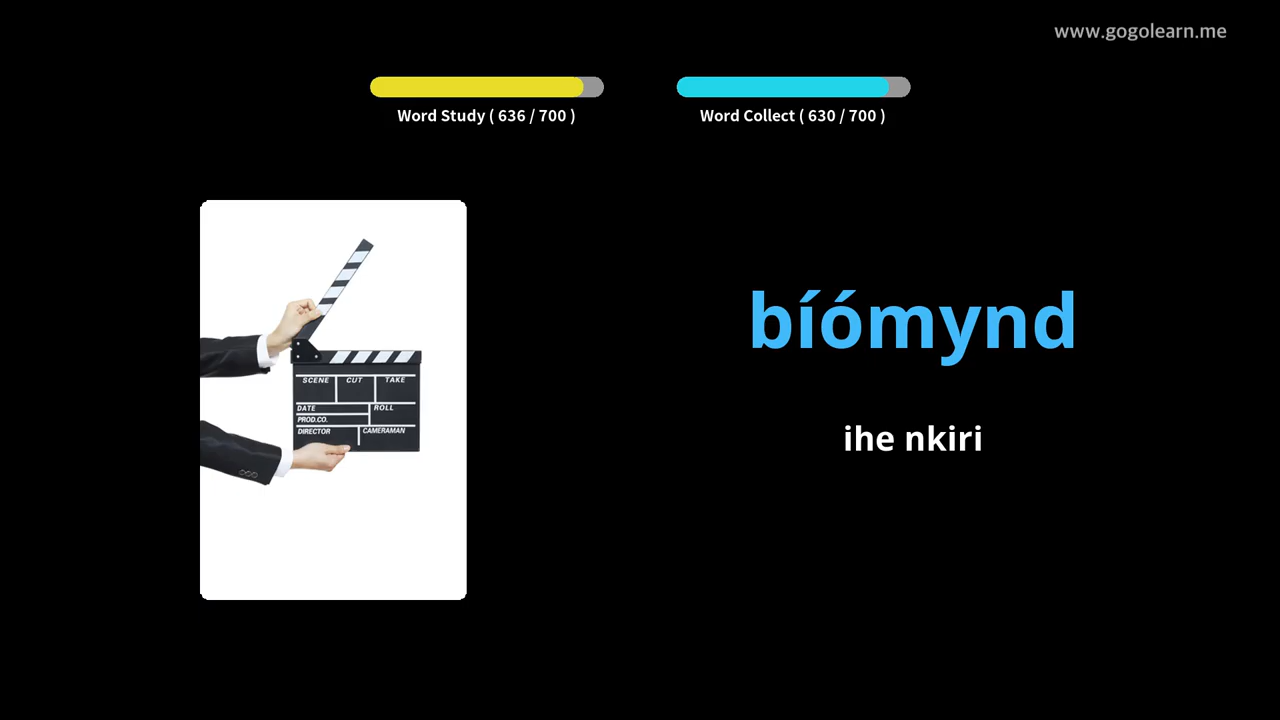 www.gogolearn.me
Word Study ( 636 / 700 )
Word Collect ( 630 / 700 )
SCENE CUT TAKE
DATE ROLL
PROD.CO.
DIRECTOR CAMERAMAN
bíómynd
ihe nkiri